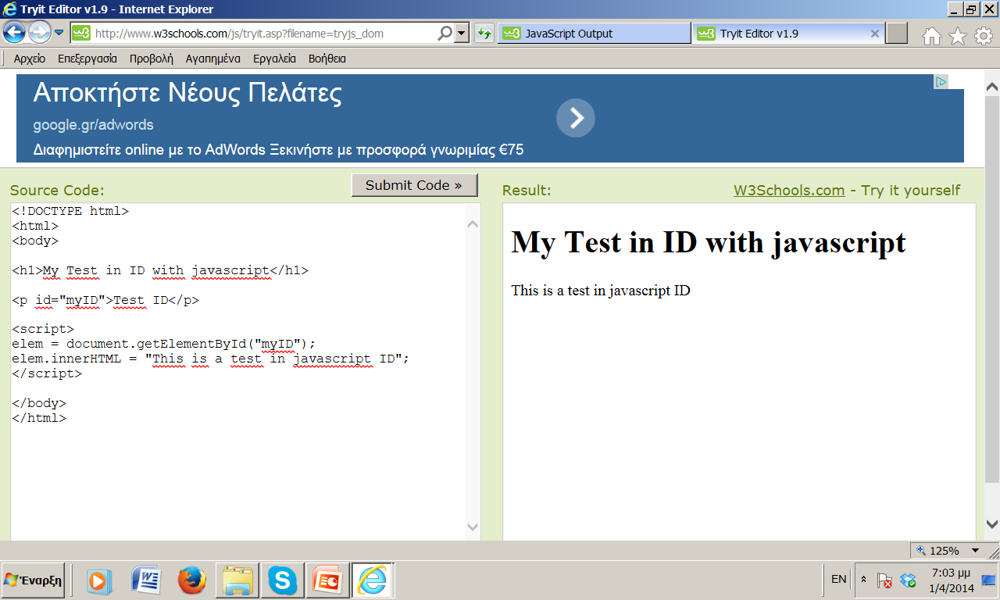 Tryit Editor v1.9 - Internet Explorer
http://www.w3schools.com/js/tryit.asp?filename=tryjs_dom
w3 JavaScript Output
w3 Tryit Editor v1.9
Αρχείο Επεξεργασία Προβολή Αγαπημένα Εργαλεία Βοήθεια
Αποκτήστε Νέους Πελάτες
google.gr/adwords
Διαφημιστείτε online με το AdWords Ξεκινήστε με προσφορά γνωριμίας €75
Source Code:
Submit Code »
<!DOCTYPE html>
<html>
<body>
<h1>My Test in ID with javascript</h1>
<p id="myID">Test ID</p>
<script>
elem = document.getElementById("myID");
elem.innerHTML = "This is a test in javascript ID";
</script>
</body>
</html>
Result:
W3Schools.com - Try it yourself
My Test in ID with javascript
This is a test in javascript ID
125%
Έναρξη
EN
7:03 μμ
1/4/2014